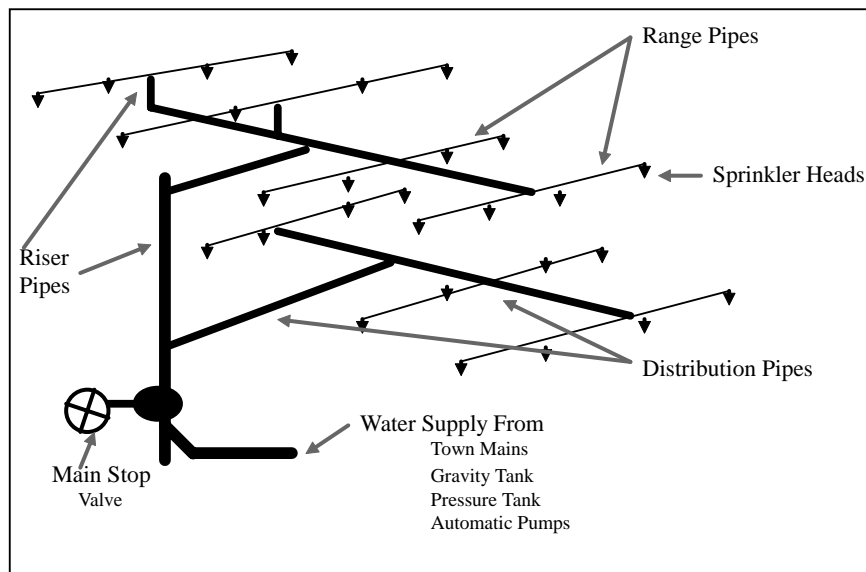 Range Pipes
Sprinkler Heads
Riser
Pipes
Distribution Pipes
Water Supply From
Town Mains
Gravity Tank
Pressure Tank
Automatic Pumps
Main Stop
Valve